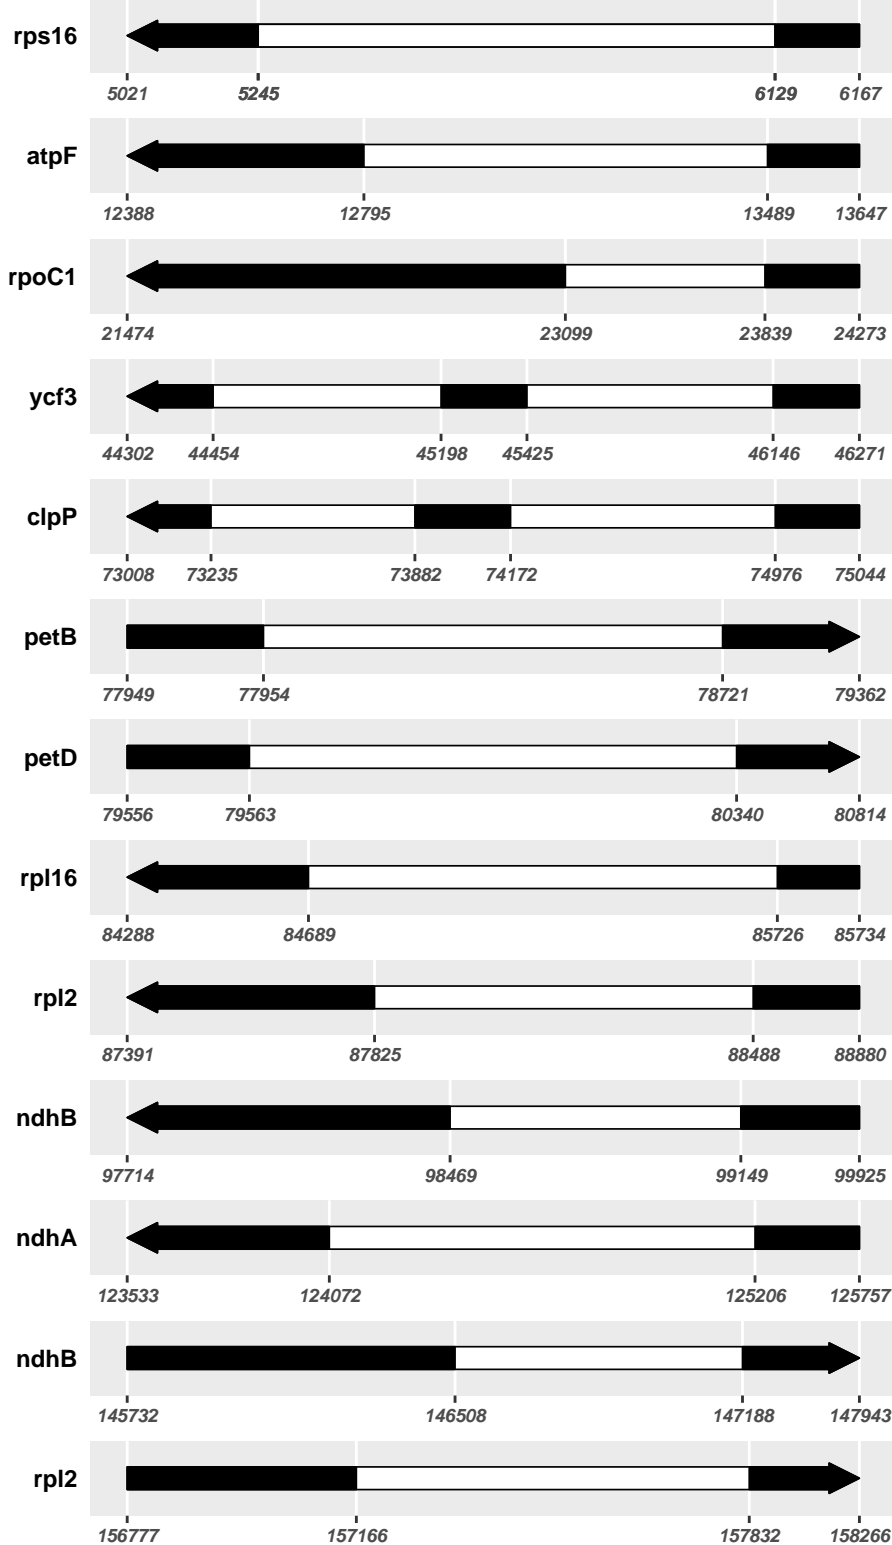 rps16
5021 5245 6129 6167
atpF
12388 12795 13489 13647
rpoC1
21474 23099 23839 24273
ycf3
44302 44454 45198 45425 46146 46271
clpP
73008 73235 73882 74172 74976 75044
petB
77949 77954 78721 79362
petD
79556 79563 80340 80814
rpl16
84288 84689 85726 85734
rpl2
87391 87825 88488 88880
ndhB
97714 98469 99149 99925
ndhA
123533 124072 125206 125757
ndhB
145732 146508 147188 147943
rpl2
156777 157166 157832 158266